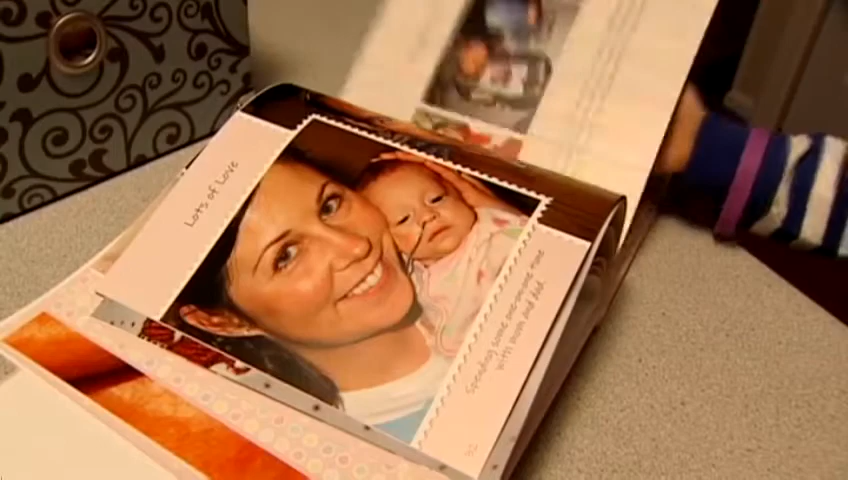 Lots of Love
Spending some one-on-one time
with mom and dad.